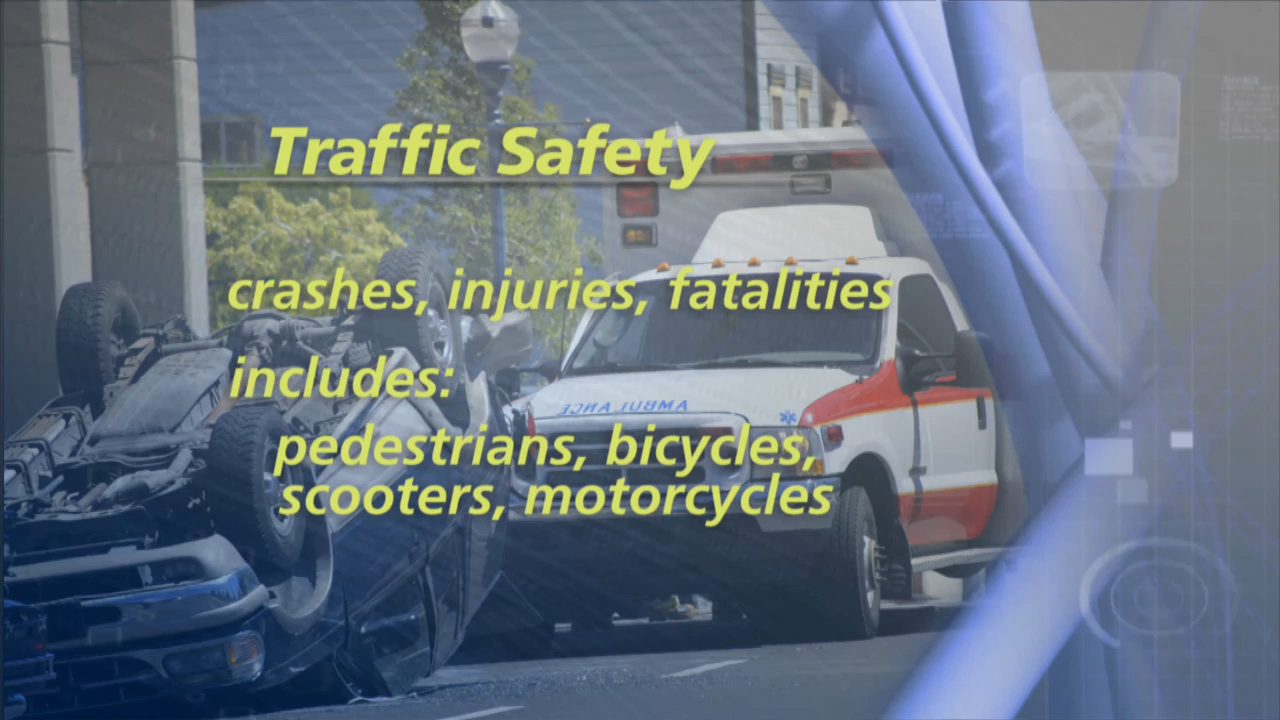 Traffic Safety
crashes, injuries, fatalities
includes:
pedestrians, bicycles,
scooters, motorcycles
AMBULANCE